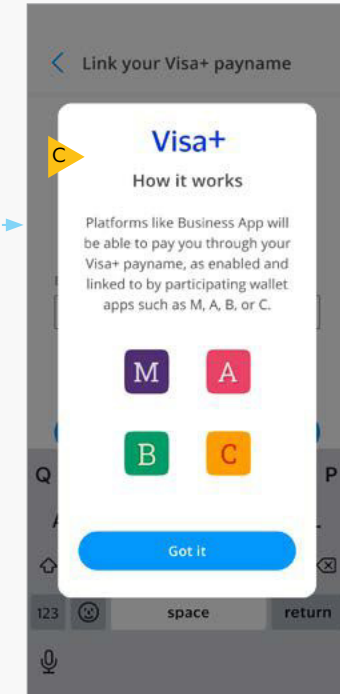 Link your Visa+ payname
C
Visa+
How it works
Platforms like Business App will
be able to pay you through your
Visa+ payname, as enabled and
linked to by participating wallet
apps such as M, A, B, or C.
M A
B C
Q P
Got it
123 space return